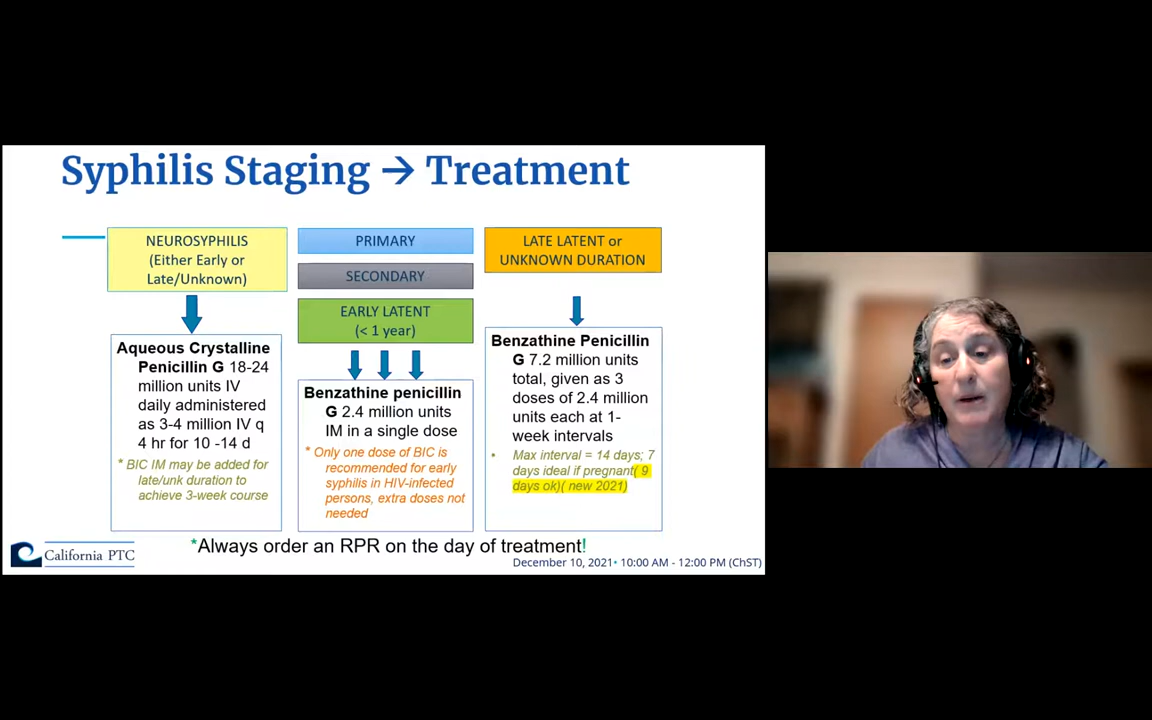 Syphilis Staging → Treatment
NEUROSYPHILIS
(Either Early or
Late/Unknown)
Aqueous Crystalline
Penicillin G 18-24
million units IV
daily administered
as 3-4 million IV q
4 hr for 10 -14 d
* BIC IM may be added for
late/unk duration to
achieve 3-week course
PRIMARY
SECONDARY
EARLY LATENT
(< 1 year)
Benzathine penicillin
G 2.4 million units
IM in a single dose
* Only one dose of BIC is
recommended for early
syphilis in HIV-infected
persons, extra doses not
needed
LATE LATENT or
UNKNOWN DURATION
Benzathine Penicillin
G 7.2 million units
total, given as 3
doses of 2.4 million
units each at 1-
week intervals
• Max interval = 14 days; 7
days ideal if pregnant( 9
days ok)( new 2021)
*Always order an RPR on the day of treatment!
California PTC
December 10, 2021• 10:00 AM - 12:00 PM (ChST)